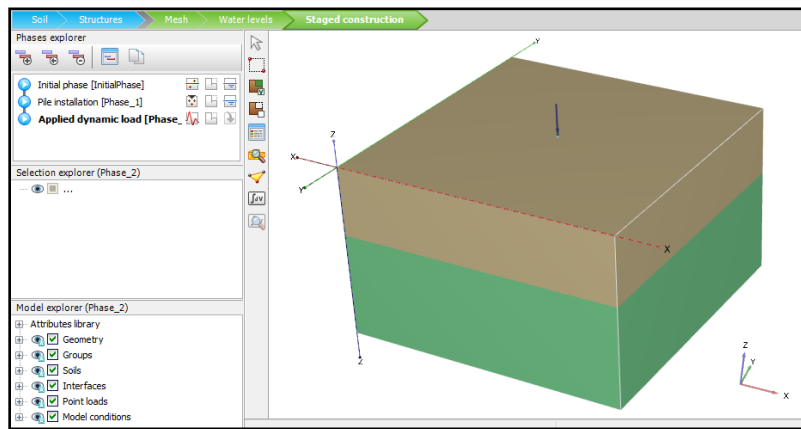 Soil Structures Mesh Water levels Staged construction
Phases explorer
Initial phase [InitialPhase]
Pile installation [Phase_1]
Applied dynamic load [Phase_
Selection explorer (Phase_2)
...
Model explorer (Phase_2)
Attributes library
Geometry
Groups
Soils
Interfaces
Point loads
Model conditions
Y
Z
X
Y
X
Z
Z
Y
X
∫dv